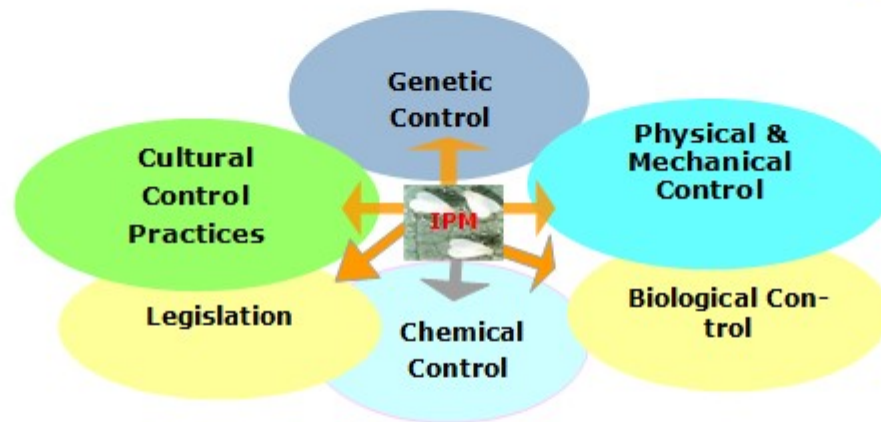 Genetic
Control
Cultural
Control
Practices
Physical &
Mechanical
Control
IPM
Legislation
Chemical
Control
Biological Con-
trol